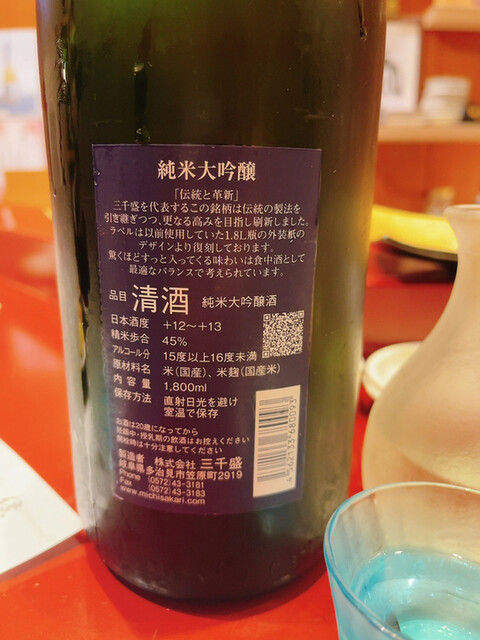 純米大吟醸
「伝統と革新」
三千盛を代表するこの銘柄は伝統の製法を
引き継ぎつつ、更なる高みを目指し刷新しました。
ラベルは以前使用していた1.8L瓶の外装紙の
デザインより復刻しております。
驚くほどすっと入ってくる味わいは食中酒として
最適なバランスで考えられています。
品目 清酒 純米大吟醸酒
日本酒度 +12〜+13
精米歩合 45%
アルコール分 15度以上16度未満
原材料名 米(国産)、米麹(国産米)
内容量 1,800ml
保存方法 直射日光を避け
室温で保存
お酒は20歳になってから
妊娠中・授乳期の飲酒はお控えください
開栓時は十分注意してください
製造者 株式会社 三千盛
岐阜県多治見市笠原町2919
Phone (0572)43-3181
Fax (0572)43-3183
www.michisakari.com
4 562133 680093